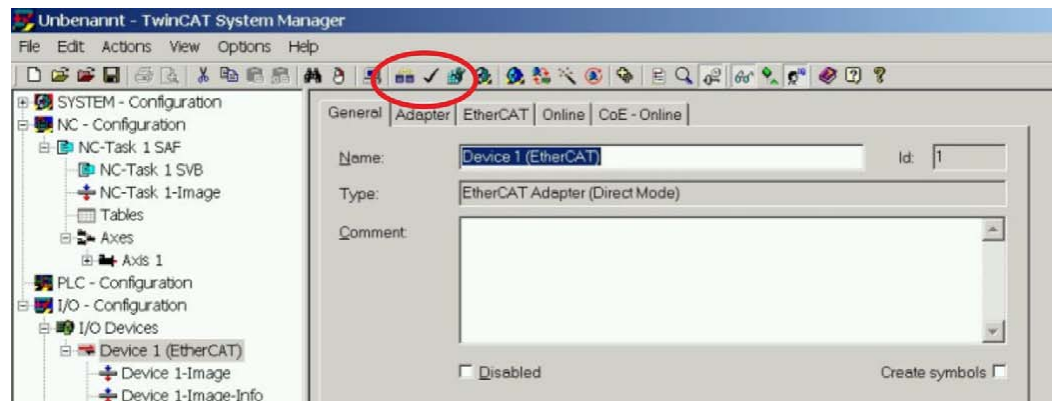 Unbenannt - TwinCAT System Manager
File Edit Actions View Options Help
SYSTEM - Configuration
NC - Configuration
NC-Task 1 SAF
NC-Task 1 SVB
NC-Task 1-Image
Tables
Axes
Axis 1
PLC - Configuration
I/O - Configuration
I/O Devices
Device 1 (EtherCAT)
Device 1-Image
Device 1-Image-Info
General Adapter EtherCAT Online CoE - Online
Name: Device 1 (EtherCAT) Id: 1
Type: EtherCAT Adapter (Direct Mode)
Comment:
Disabled Create symbols